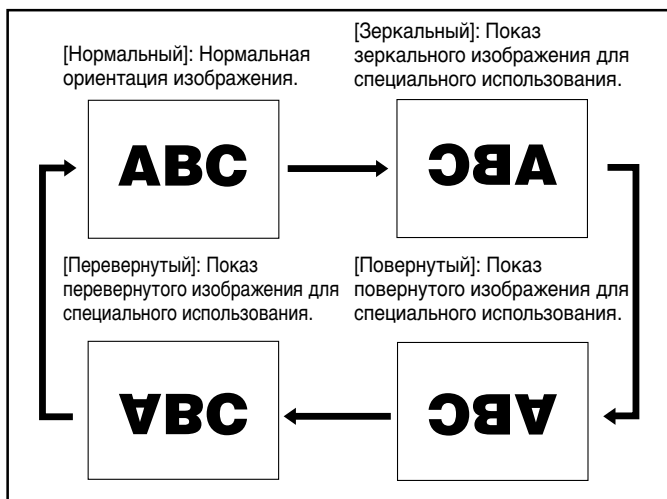 [Нормальный]: Нормальная
ориентация изображения.
[Зеркальный]: Показ
зеркального изображения для
специального использования.
ABC
ABC
[Перевернутый]: Показ
перевернутого изображения для
специального использования.
[Повернутый]: Показ
повернутого изображения для
специального использования.
ABC
ABC